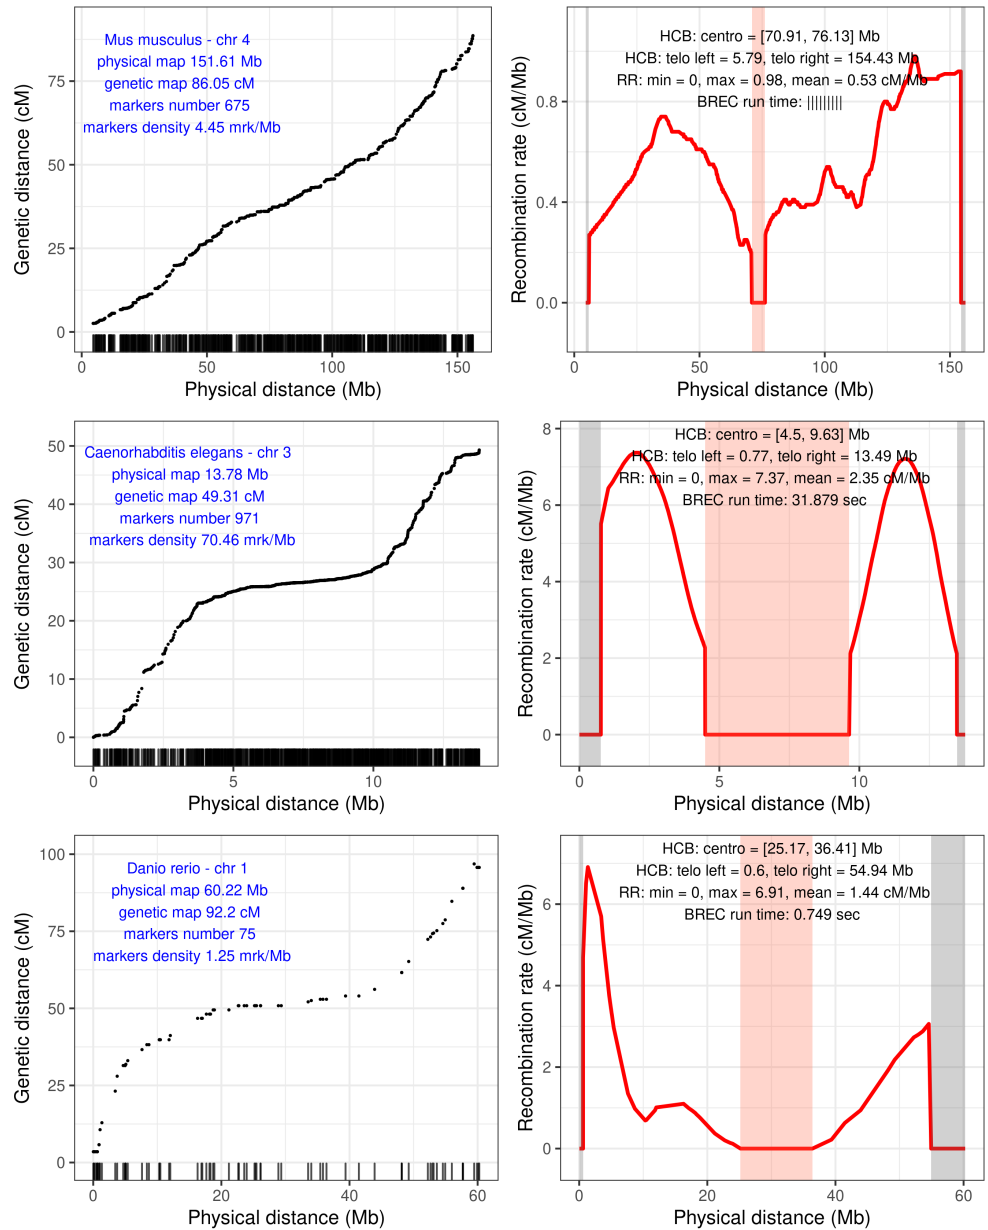 Mus musculus - chr 4
physical map 151.61 Mb
genetic map 86.05 cM
markers number 675
markers density 4.45 mrk/Mb
Genetic distance (cM)
75
50
25
0
0 50 100 150
Physical distance (Mb)
HCB: centro = [70.91, 76.13] Mb
HCB: telo left = 5.79, telo right = 154.43 Mb
RR: min = 0, max = 0.98, mean = 0.53 cM/Mb
BREC run time: |||||||||
Recombination rate (cM/Mb)
0.8
0.4
0.0
0 50 100 150
Physical distance (Mb)
Caenorhabditis elegans - chr 3
physical map 13.78 Mb
genetic map 49.31 cM
markers number 971
markers density 70.46 mrk/Mb
Genetic distance (cM)
50
40
30
20
10
0
0 5 10
Physical distance (Mb)
HCB: centro = [4.5, 9.63] Mb
HCB: telo left = 0.77, telo right = 13.49 Mb
RR: min = 0, max = 7.37, mean = 2.35 cM/Mb
BREC run time: 31.879 sec
Recombination rate (cM/Mb)
8
6
4
2
0
0 5 10
Physical distance (Mb)
Danio rerio - chr 1
physical map 60.22 Mb
genetic map 92.2 cM
markers number 75
markers density 1.25 mrk/Mb
Genetic distance (cM)
100
75
50
25
0
0 20 40 60
Physical distance (Mb)
HCB: centro = [25.17, 36.41] Mb
HCB: telo left = 0.6, telo right = 54.94 Mb
RR: min = 0, max = 6.91, mean = 1.44 cM/Mb
BREC run time: 0.749 sec
Recombination rate (cM/Mb)
6
4
2
0
0 20 40 60
Physical distance (Mb)